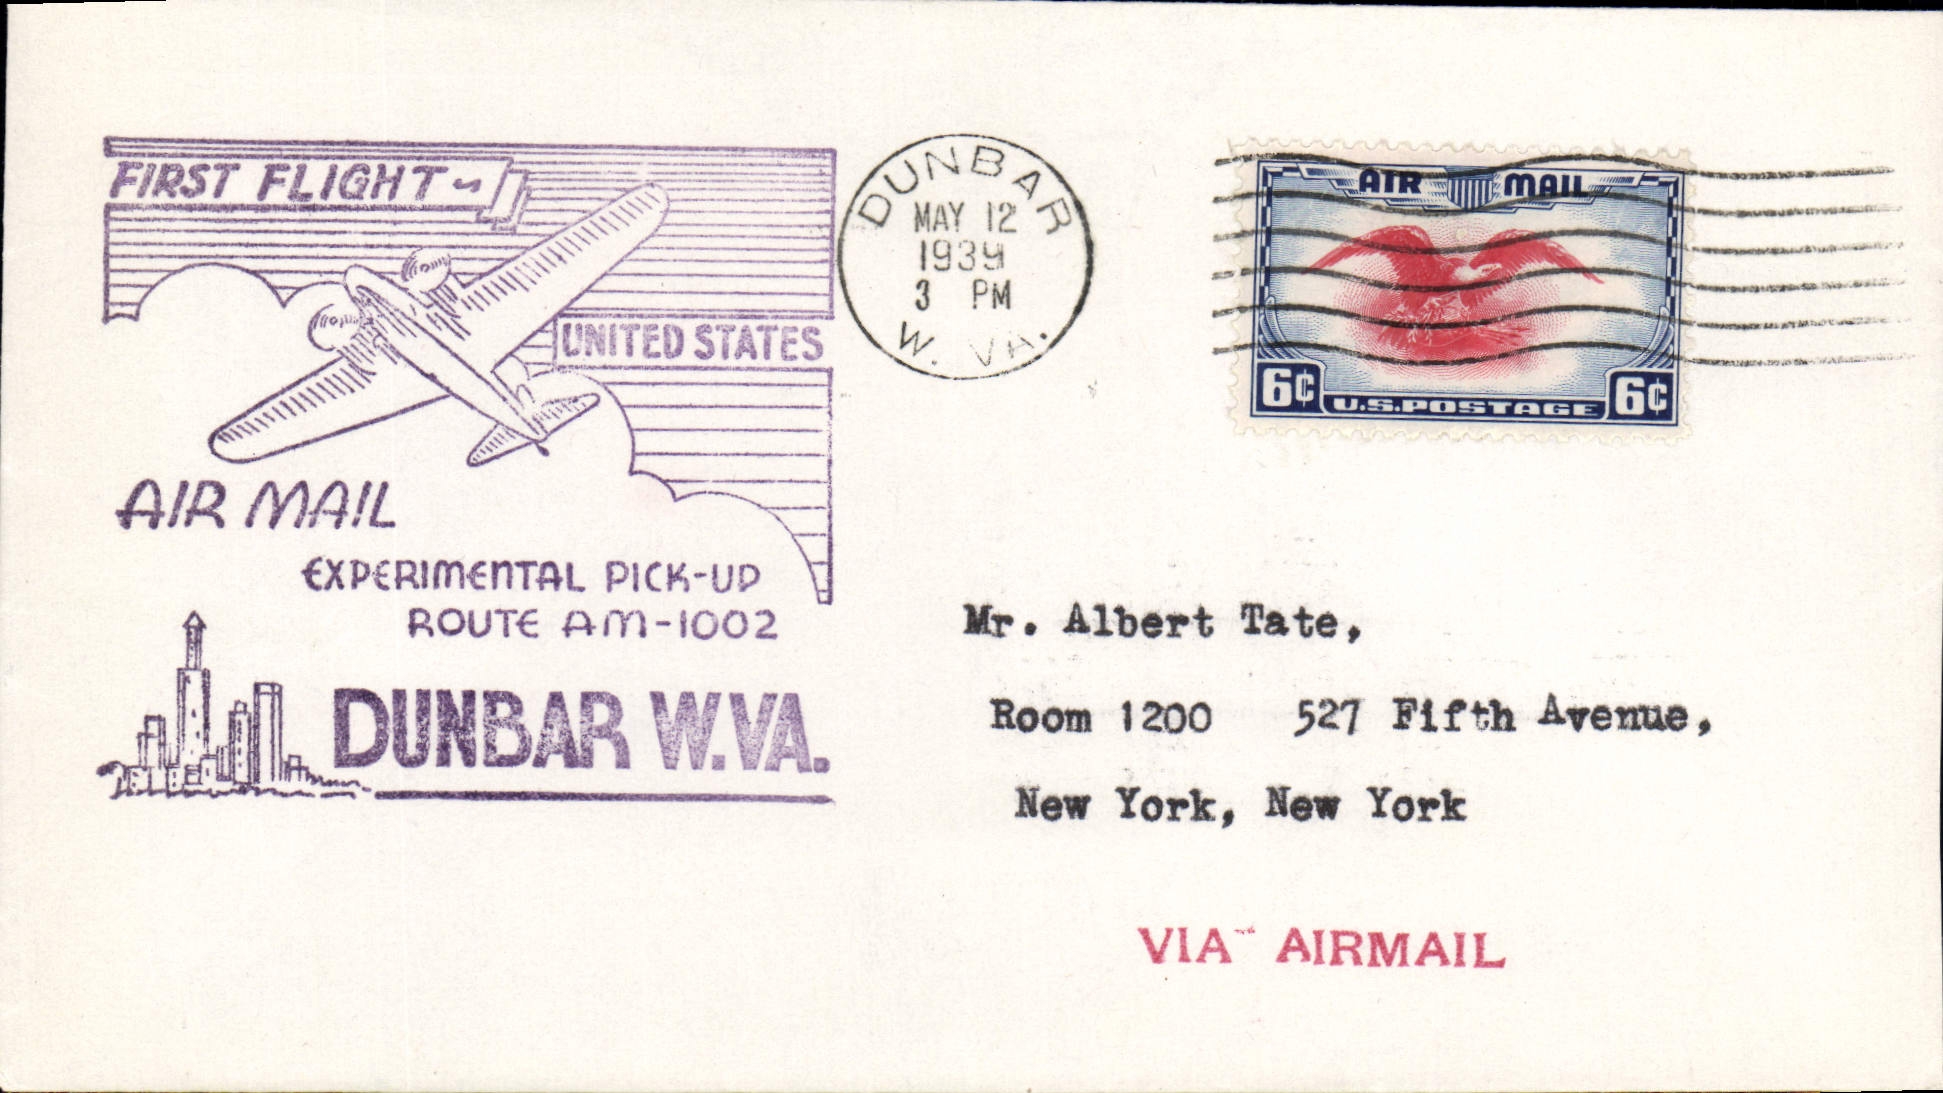 FIRST FLIGHT~
UNITED STATES
AIR MAIL
EXPERIMENTAL PICK-UP
ROUTE AM-1002
DUNBAR W.VA.
DUNBAR
MAY 12
1939
3 PM
W. VA.
AIR MAIL
6¢ U.S.POSTAGE 6¢
Mr. Albert Tate,
Room 1200 527 Fifth Avenue,
New York, New York
VIA AIRMAIL